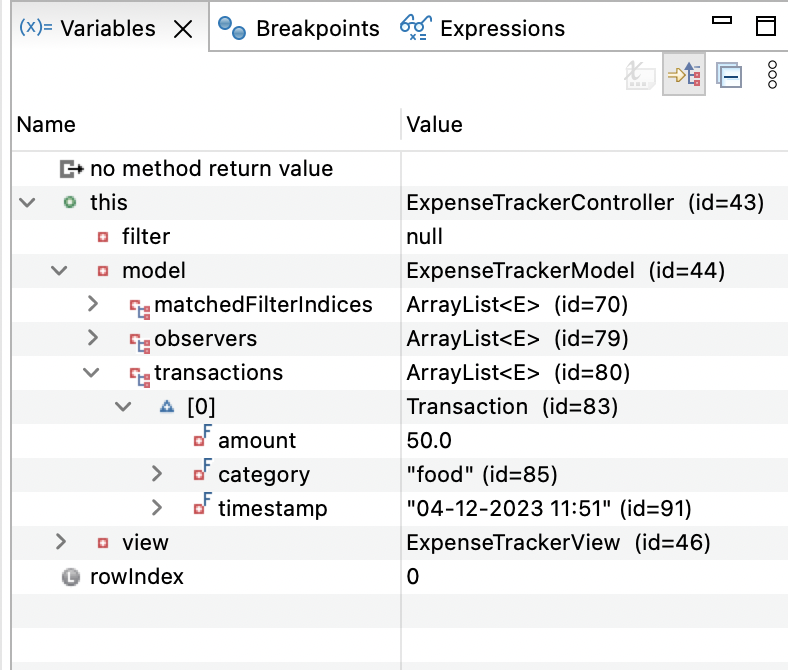 (x)= Variables Breakpoints Expressions
Name Value
no method return value
this ExpenseTrackerController (id=43)
filter null
model ExpenseTrackerModel (id=44)
matchedFilterIndices ArrayList<E> (id=70)
observers ArrayList<E> (id=79)
transactions ArrayList<E> (id=80)
[0] Transaction (id=83)
F amount 50.0
F category "food" (id=85)
F timestamp "04-12-2023 11:51" (id=91)
view ExpenseTrackerView (id=46)
L rowIndex 0